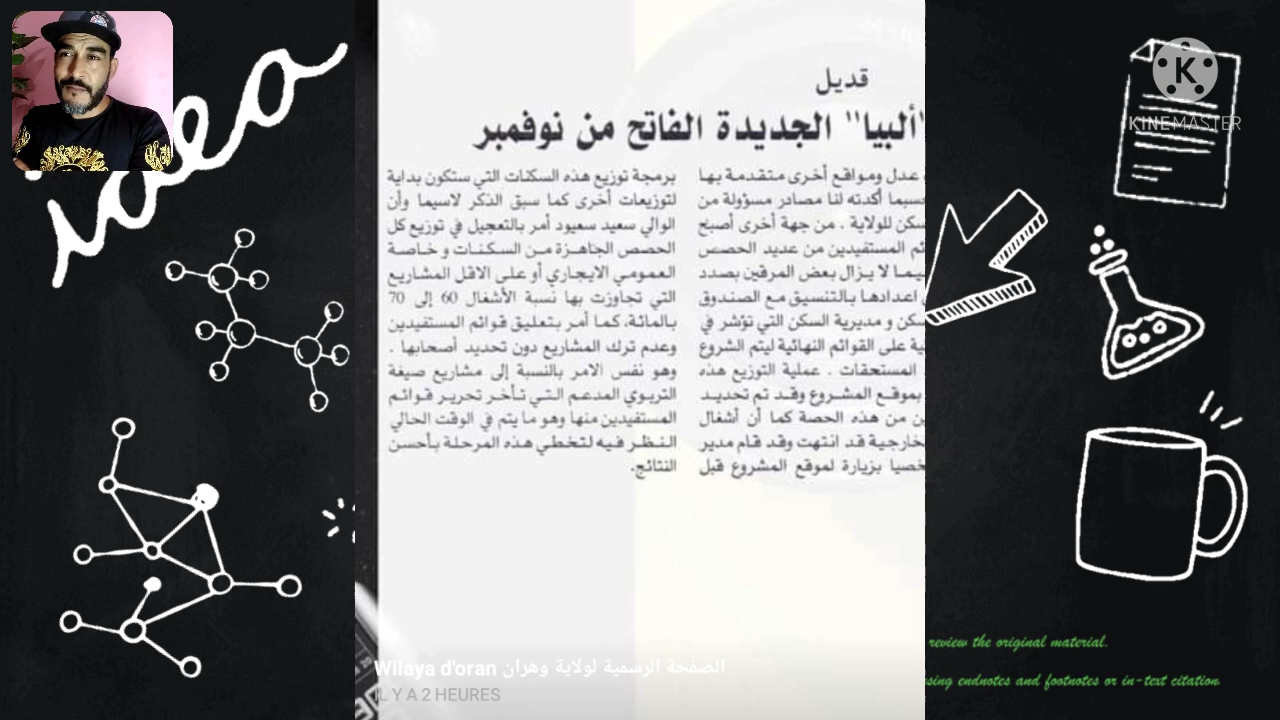 idea
KINEMASTER
قديل
"ألبيا" الجديدة الفاتح من نوفمبر
عدل ومواقع أخرى متقدمة بها
حسبما أكدته لنا مصادر مسؤولة من
للولاية . من جهة أخرى أصبح
المستفيدين من عديد الحصص
لا يزال بعض المرقين بصدد
اعدادها بالتنسيق مع الصندوق
و مديرية السكن التي تؤشر في
على القوائم النهائية ليتم الشروع
المستحقات . عملية التوزيع هذه
بموقع المشروع وقد تم تحديد
من هذه الحصة كما أن أشغال
قد انتهت وقد قام مدير
بزيارة لموقع المشروع قبل
برمجة توزيع هذه السكنات التي ستكون بداية
لتوزيعات أخرى كما سبق الذكر لاسيما وأن
الوالي سعيد سعيود أمر بالتعجيل في توزيع كل
الحصص الجاهزة من السكنات و خاصة
العمومي الايجاري أو على الاقل المشاريع
التي تجاوزت بها نسبة الأشغال 60 إلى 70
بالمائة، كما أمر بتعليق قوائم المستفيدين
وعدم ترك المشاريع دون تحديد أصحابها .
وهو نفس الامر بالنسبة إلى مشاريع صيغة
التربوي المدعم التي تأخر تحرير قوائم
المستفيدين منها وهو ما يتم في الوقت الحالي
النظر فيه لتخطي هذه المرحلة بأحسن
النتائج.
Wilaya d'oran الصفحة الرسمية لولاية وهران
IL Y A 2 HEURES
review the original material.
using endnotes and footnotes or in-text citation